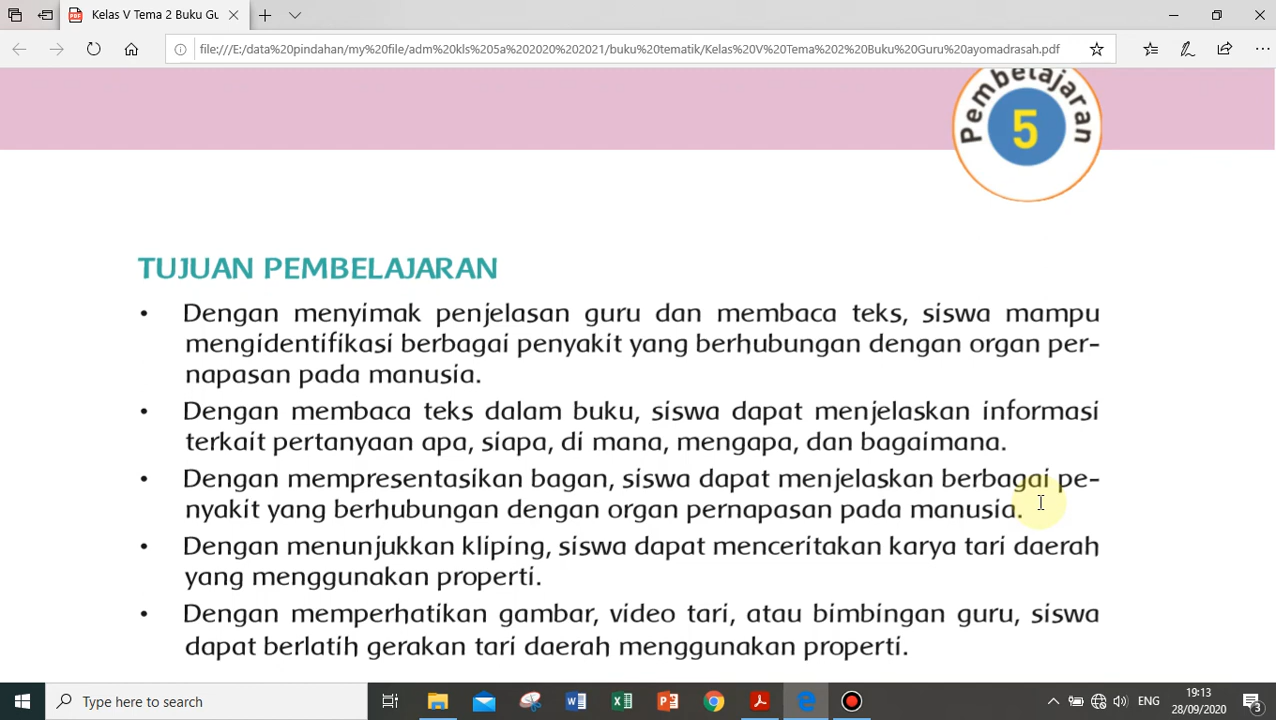 Kelas V Tema 2 Buku Gu
file:///E:/data%20pindahan/my%20file/adm%20kls%205a%202020%202021/buku%20tematik/Kelas%20V%20Tema%202%20Buku%20Guru%20ayomadrasah.pdf
Pembelajaran
5
TUJUAN PEMBELAJARAN
• Dengan menyimak penjelasan guru dan membaca teks, siswa mampu
mengidentifikasi berbagai penyakit yang berhubungan dengan organ per-
napasan pada manusia.
• Dengan membaca teks dalam buku, siswa dapat menjelaskan informasi
terkait pertanyaan apa, siapa, di mana, mengapa, dan bagaimana.
• Dengan mempresentasikan bagan, siswa dapat menjelaskan berbagai pe-
nyakit yang berhubungan dengan organ pernapasan pada manusia.
• Dengan menunjukkan kliping, siswa dapat menceritakan karya tari daerah
yang menggunakan properti.
• Dengan memperhatikan gambar, video tari, atau bimbingan guru, siswa
dapat berlatih gerakan tari daerah menggunakan properti.
Type here to search
ENG
19:13
28/09/2020
3